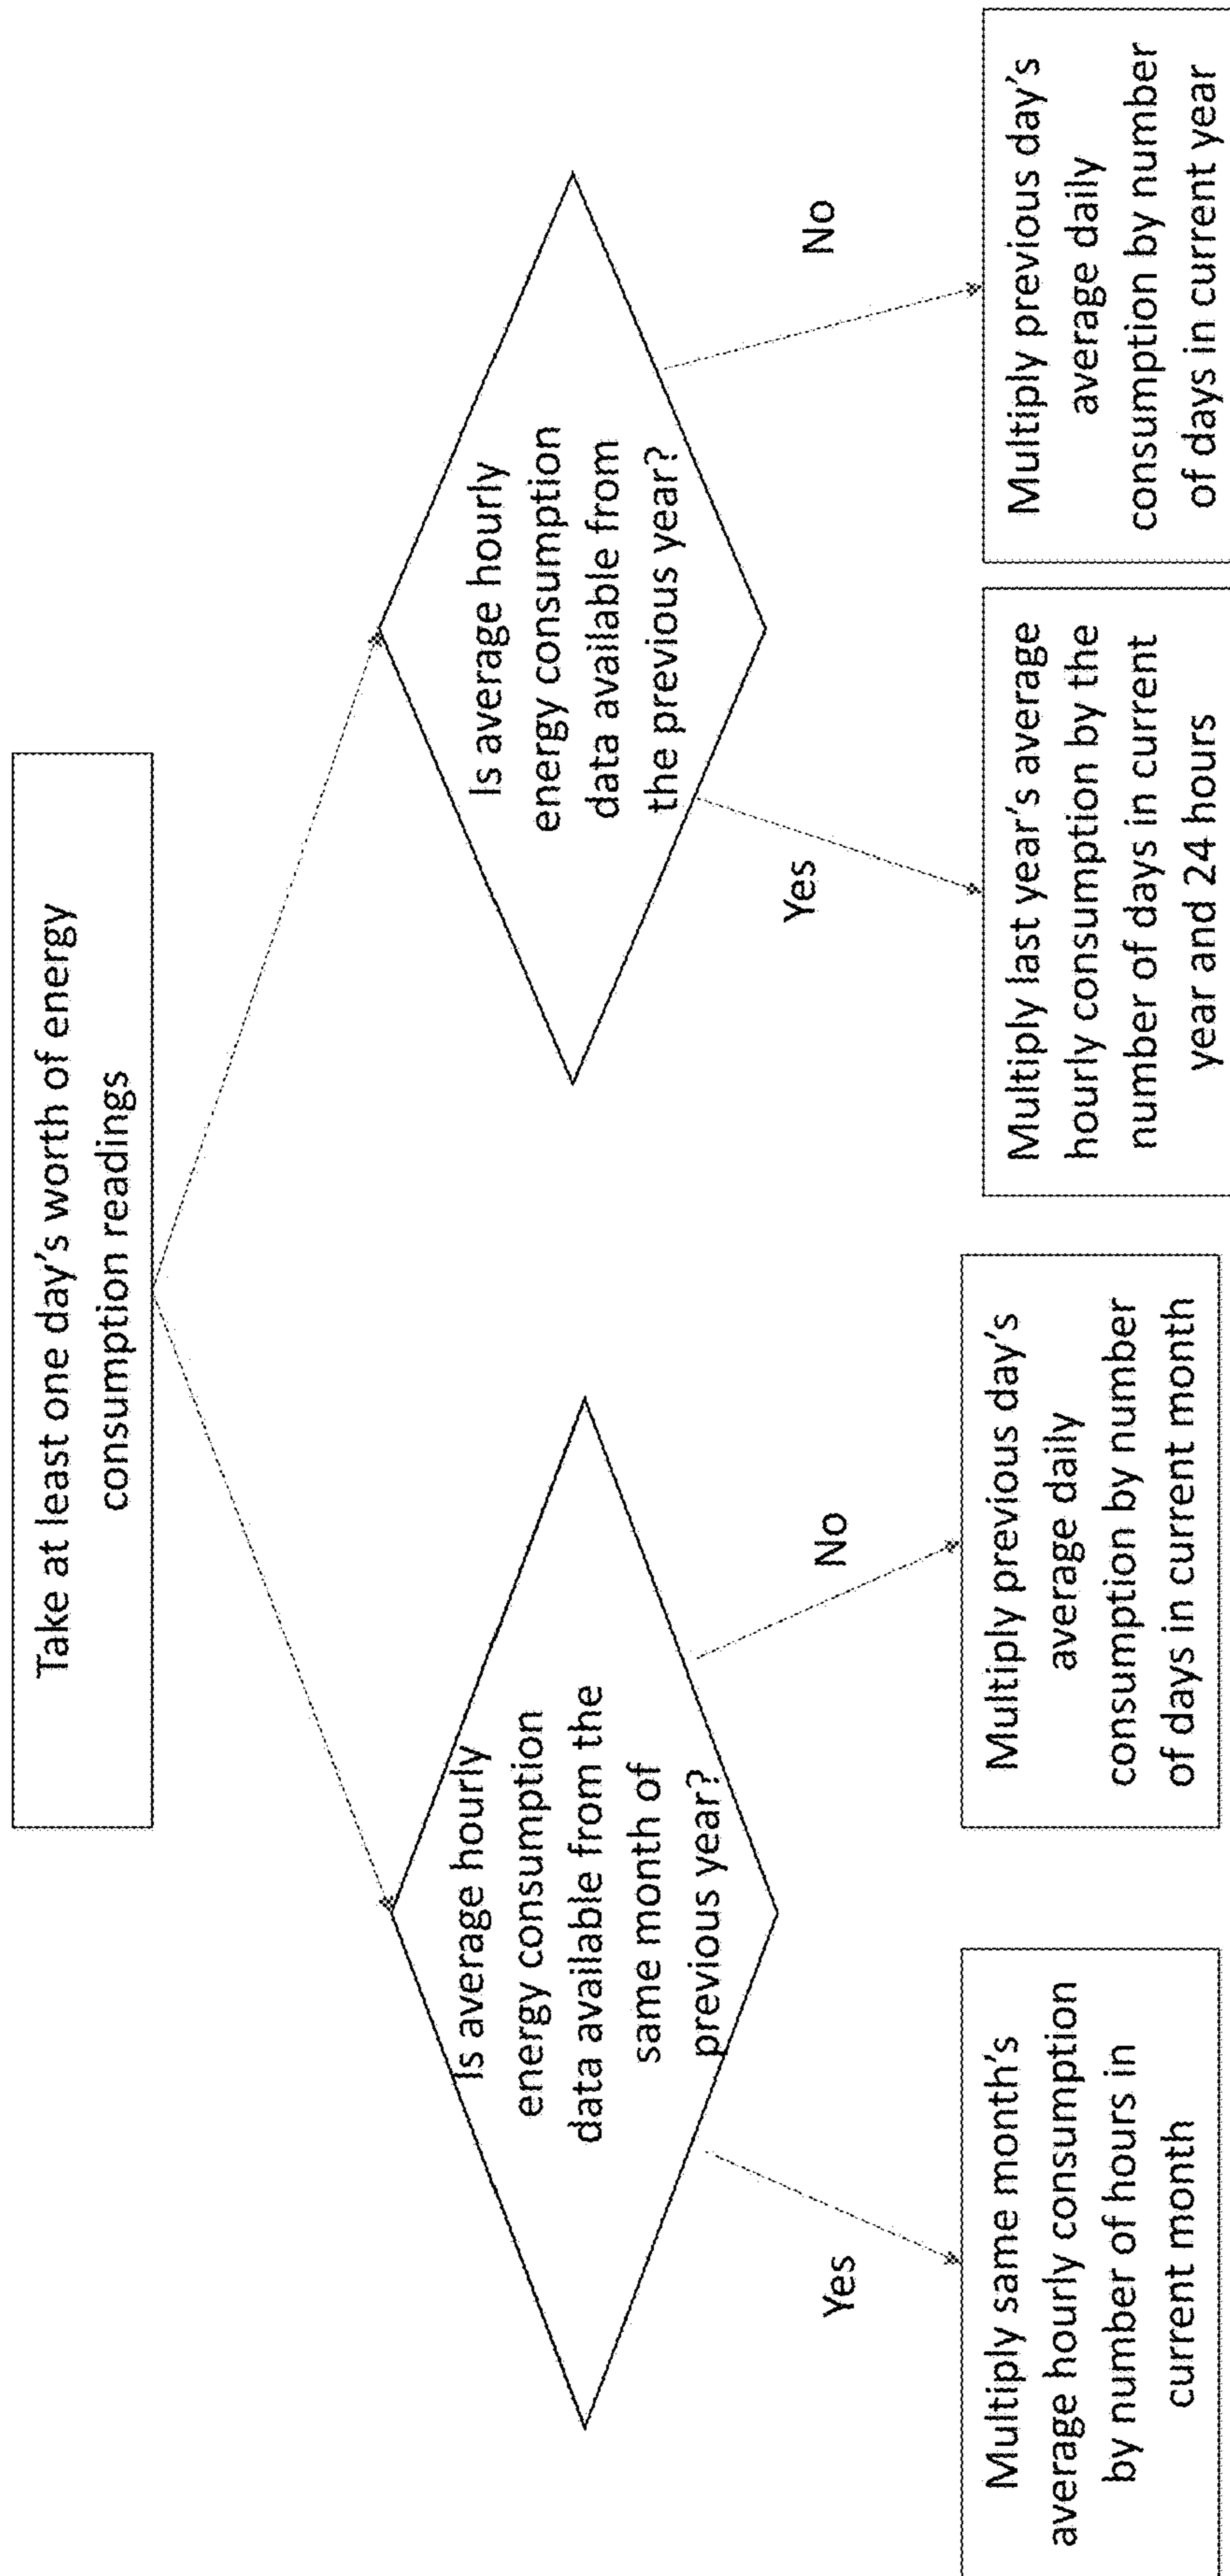 Take at least one day's worth of energy
consumption readings
Is average hourly
energy consumption
data available from the
same month of
previous year?
Is average hourly
energy consumption
data available from
the previous year?
Yes
No
Yes
No
Multiply same month's
average hourly consumption
by number of hours in
current month
Multiply previous day's
average daily
consumption by number
of days in current month
Multiply last year's average
hourly consumption by the
number of days in current
year and 24 hours
Multiply previous day's
average daily
consumption by number
of days in current year